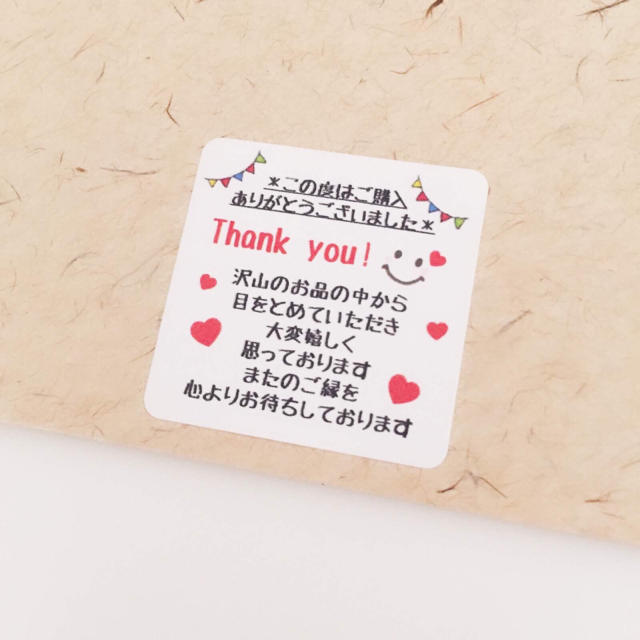 ＊この度はご購入
ありがとうございました＊
Thank you!
沢山のお品の中から
目をとめていただき
大変嬉しく
思っております
またのご縁を
心よりお待ちしております